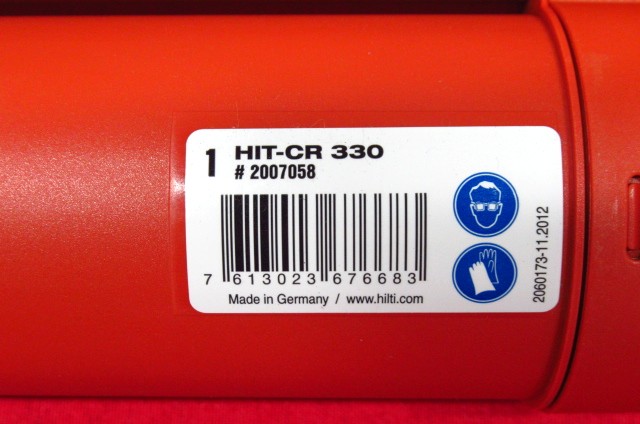 1 HIT-CR 330
# 2007058
7 613023 676683
Made in Germany / www.hilti.com
2060173-11.2012